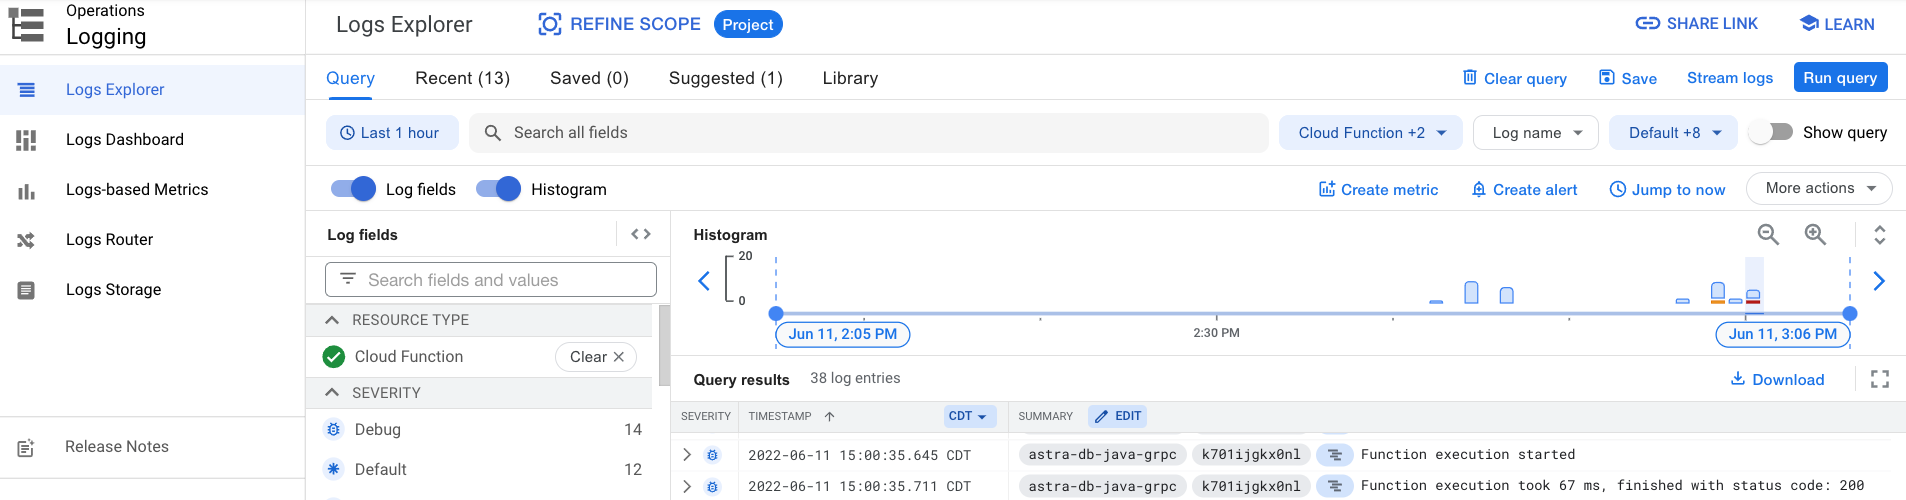 Operations
Logging
Logs Explorer
Logs Dashboard
Logs-based Metrics
Logs Router
Logs Storage
Release Notes
Logs Explorer REFINE SCOPE Project SHARE LINK LEARN
Query Recent (13) Saved (0) Suggested (1) Library Clear query Save Stream logs Run query
Last 1 hour Search all fields Cloud Function +2 Log name Default +8 Show query
Log fields Histogram Create metric Create alert Jump to now More actions
Log fields
Search fields and values
RESOURCE TYPE
Cloud Function Clear
SEVERITY
Debug 14
Default 12
Histogram
20
0
Jun 11, 2:05 PM 2:30 PM Jun 11, 3:06 PM
Query results 38 log entries Download
SEVERITY TIMESTAMP CDT SUMMARY EDIT
2022-06-11 15:00:35.645 CDT astra-db-java-grpc k701ijgkx0nl Function execution started
2022-06-11 15:00:35.711 CDT astra-db-java-grpc k701ijgkx0nl Function execution took 67 ms, finished with status code: 200